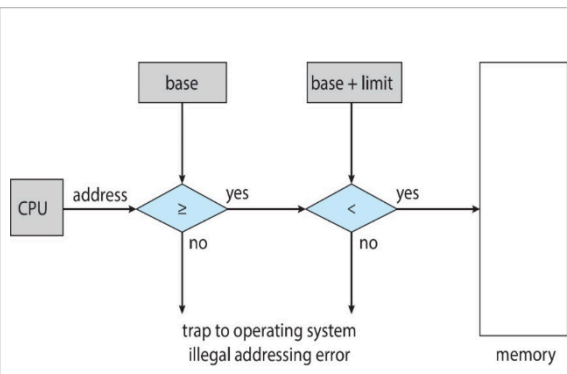 base
base + limit
CPU
address
≥
yes
<
yes
no
no
trap to operating system
illegal addressing error
memory